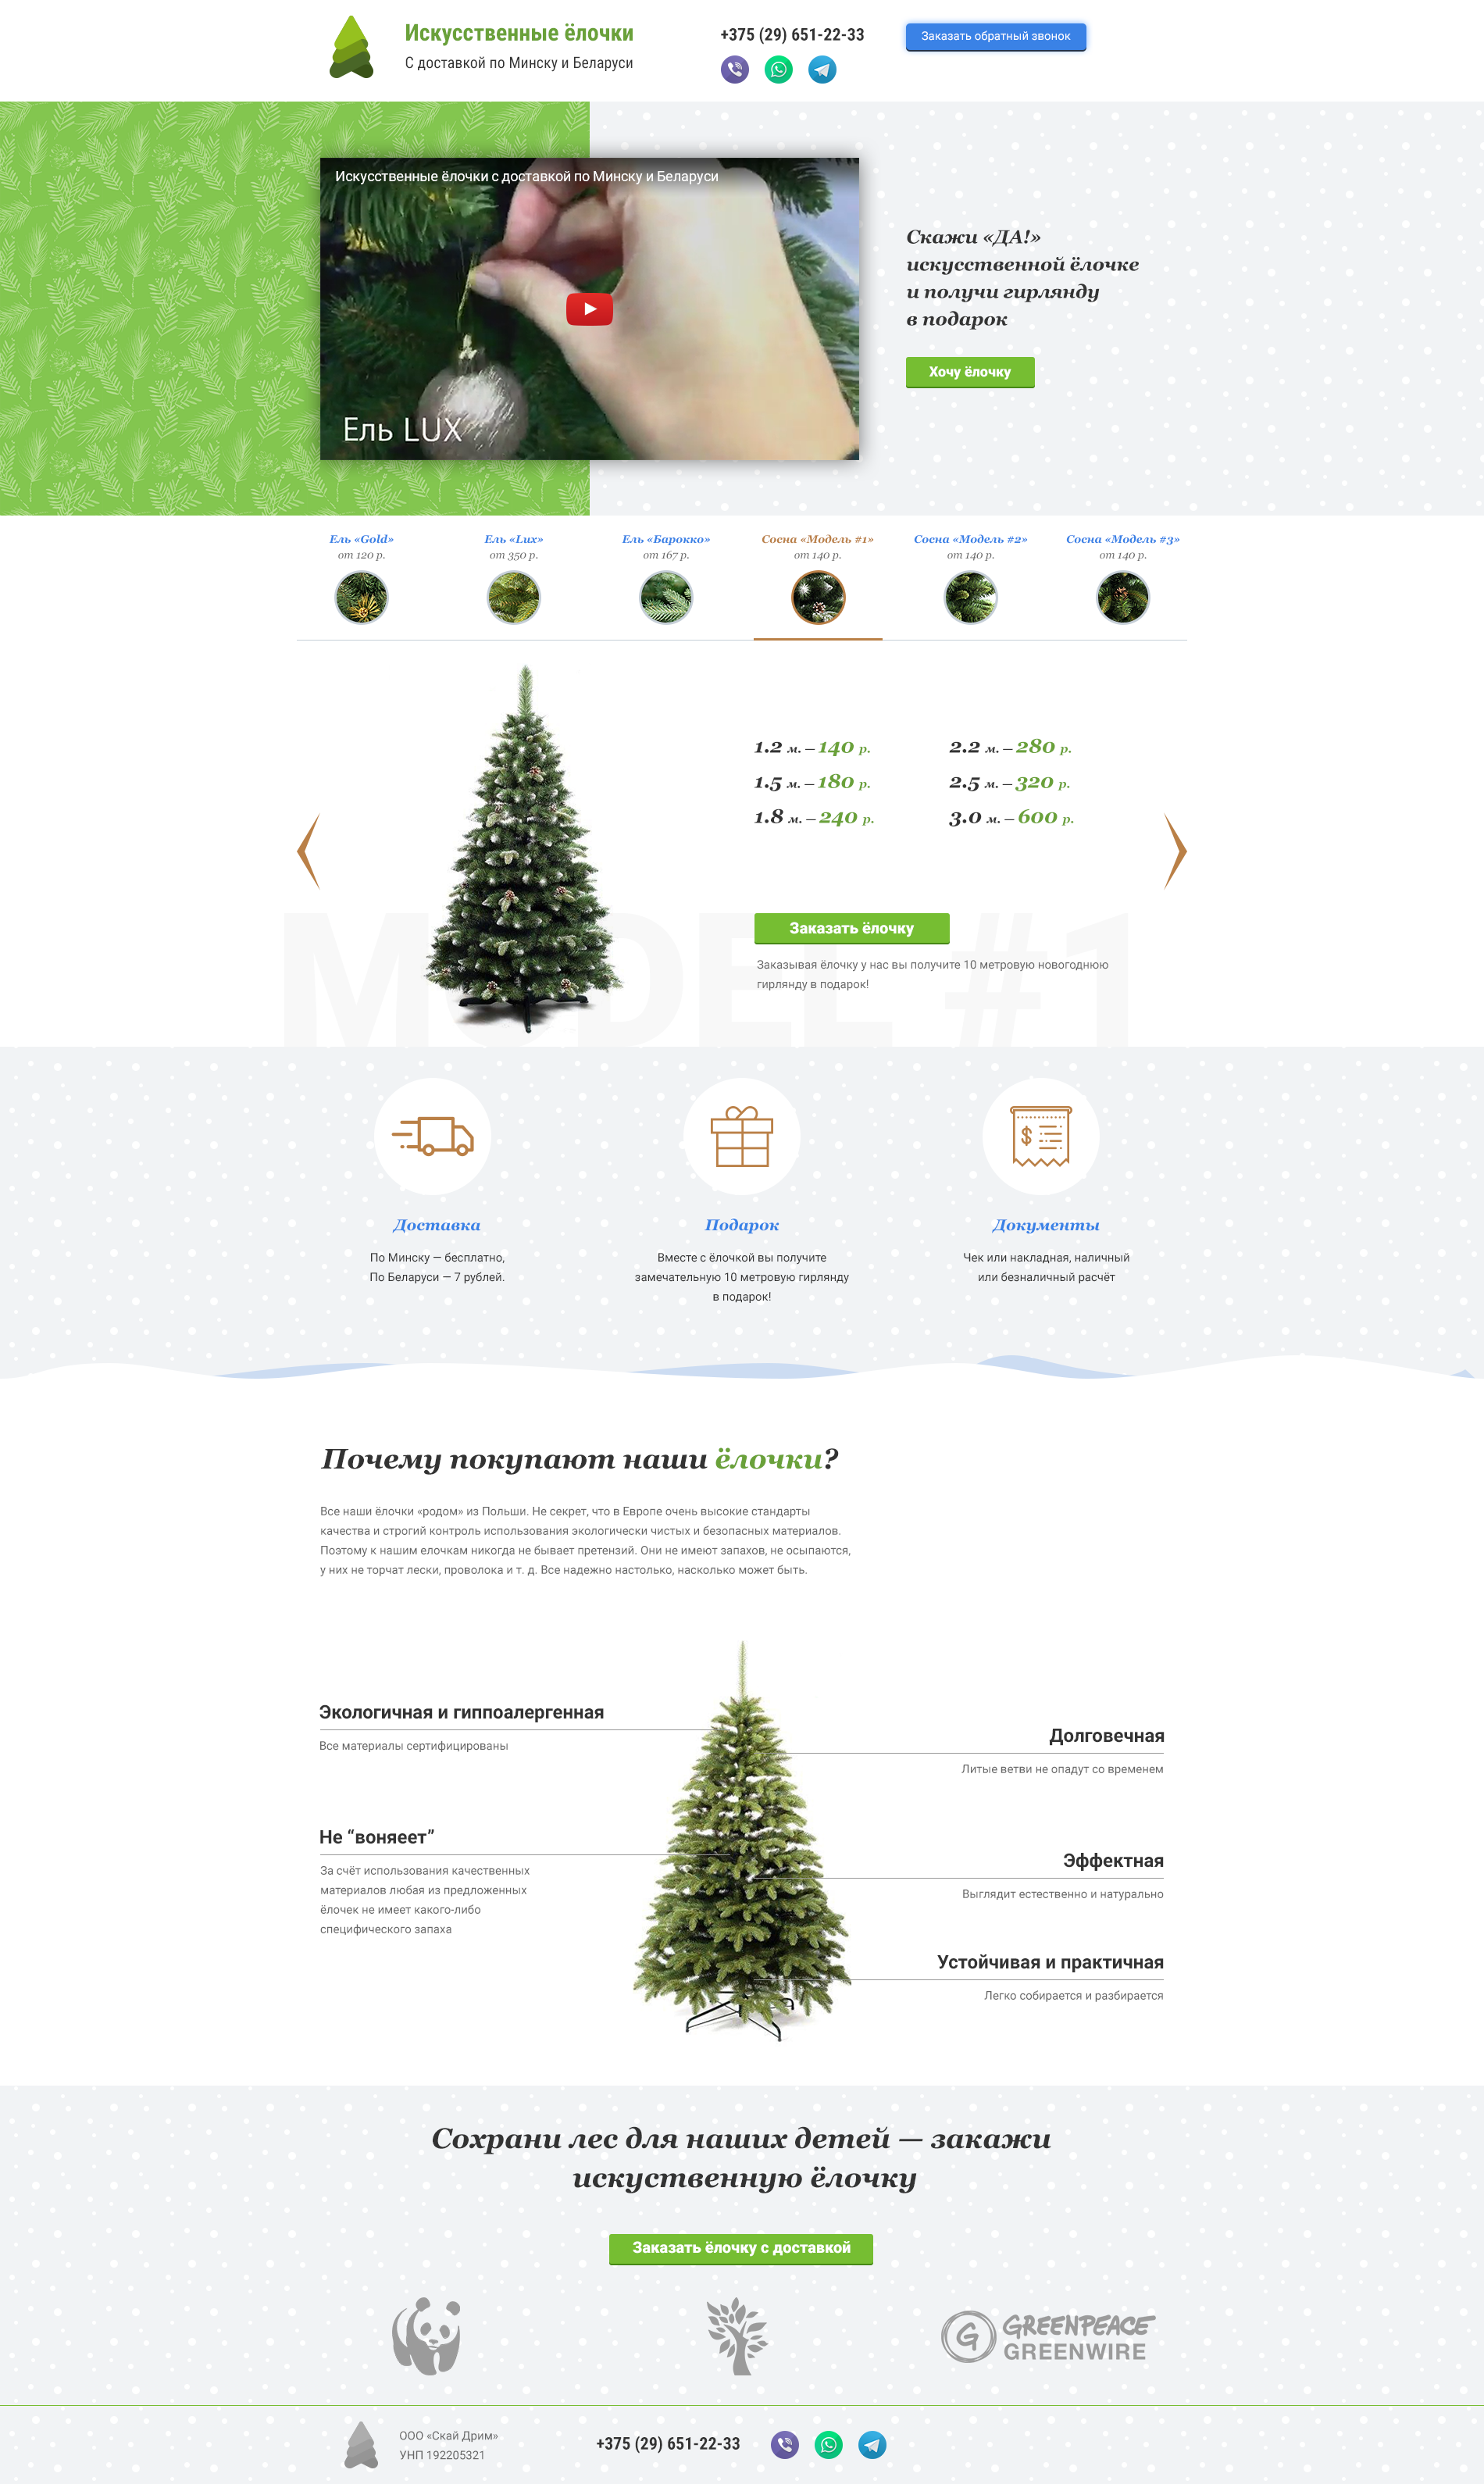 Искусственные ёлочки
С доставкой по Минску и Беларуси
+375 (29) 651-22-33
Заказать обратный звонок
Искусственные ёлочки с доставкой по Минску и Беларуси
Ель LUX
Скажи «ДА!»
искусственной ёлочке
и получи гирлянду
в подарок
Хочу ёлочку
Ель «Gold»
от 120 р.
Ель «Lux»
от 350 р.
Ель «Барокко»
от 167 р.
Сосна «Модель #1»
от 140 р.
Сосна «Модель #2»
от 140 р.
Сосна «Модель #3»
от 140 р.
1.2 м. – 140 р.
1.5 м. – 180 р.
1.8 м. – 240 р.
2.2 м. – 280 р.
2.5 м. – 320 р.
3.0 м. – 600 р.
MODEL #1
Заказать ёлочку
Заказывая ёлочку у нас вы получите 10 метровую новогоднюю
гирлянду в подарок!
Доставка
По Минску — бесплатно,
По Беларуси — 7 рублей.
Подарок
Вместе с ёлочкой вы получите
замечательную 10 метровую гирлянду
в подарок!
$
Документы
Чек или накладная, наличный
или безналичный расчёт
Почему покупают наши ёлочки?
Все наши ёлочки «родом» из Польши. Не секрет, что в Европе очень высокие стандарты
качества и строгий контроль использования экологически чистых и безопасных материалов.
Поэтому к нашим елочкам никогда не бывает претензий. Они не имеют запахов, не осыпаются,
у них не торчат лески, проволока и т. д. Все надежно настолько, насколько может быть.
Экологичная и гиппоалергенная
Все материалы сертифицированы
Долговечная
Литые ветви не опадут со временем
Не “воняеет”
За счёт использования качественных
материалов любая из предложенных
ёлочек не имеет какого-либо
специфического запаха
Эффектная
Выглядит естественно и натурально
Устойчивая и практичная
Легко собирается и разбирается
Сохрани лес для наших детей — закажи
искуственную ёлочку
Заказать ёлочку с доставкой
G
GREENPEACE
GREENWIRE
ООО «Скай Дрим»
УНП 192205321
+375 (29) 651-22-33